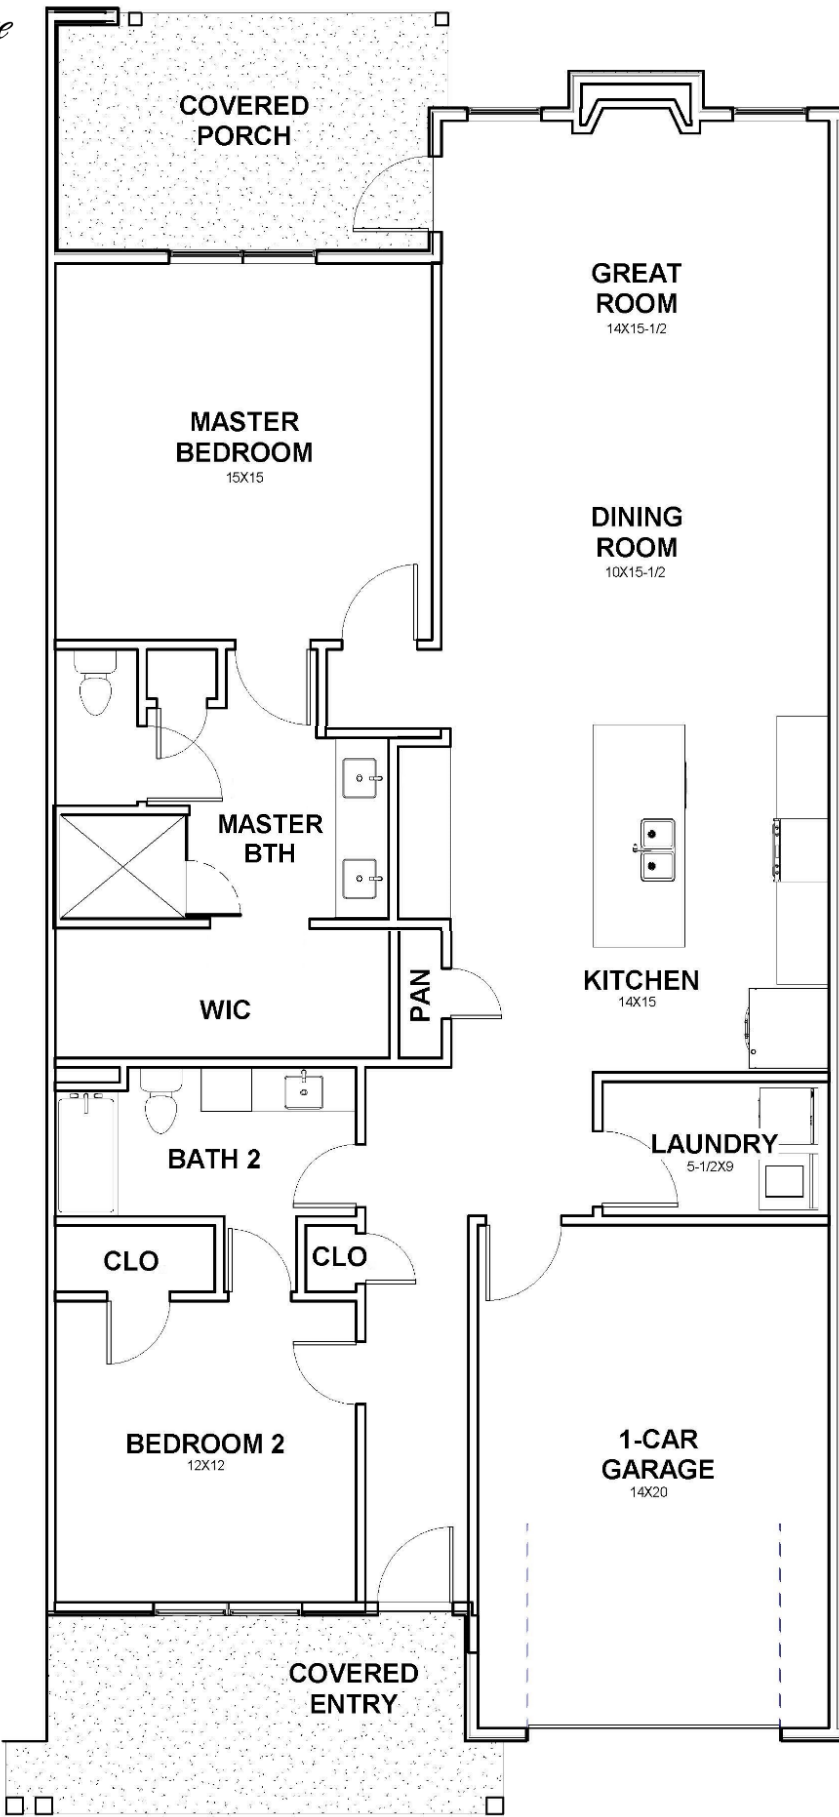 COVERED
PORCH
GREAT
ROOM
14X15-1/2
MASTER
BEDROOM
15X15
DINING
ROOM
10X15-1/2
MASTER
BTH
WIC
PAN
KITCHEN
14X15
BATH 2
LAUNDRY
5-1/2X9
CLO
CLO
BEDROOM 2
12X12
1-CAR
GARAGE
14X20
COVERED
ENTRY